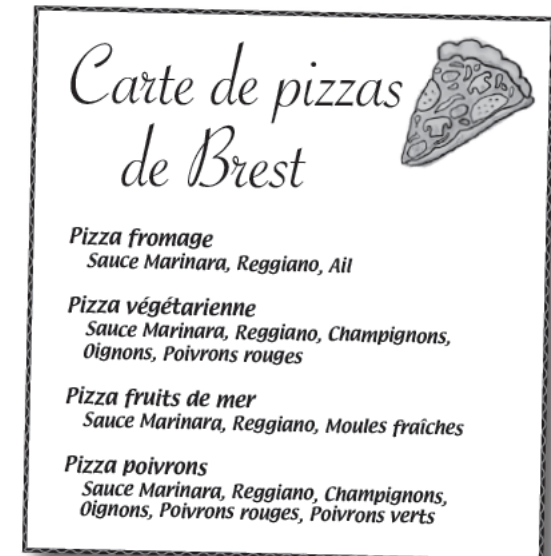 Carte de pizzas
de Brest
Pizza fromage
Sauce Marinara, Reggiano, Ail
Pizza végétarienne
Sauce Marinara, Reggiano, Champignons,
Oignons, Poivrons rouges
Pizza fruits de mer
Sauce Marinara, Reggiano, Moules fraîches
Pizza poivrons
Sauce Marinara, Reggiano, Champignons,
Oignons, Poivrons rouges, Poivrons verts